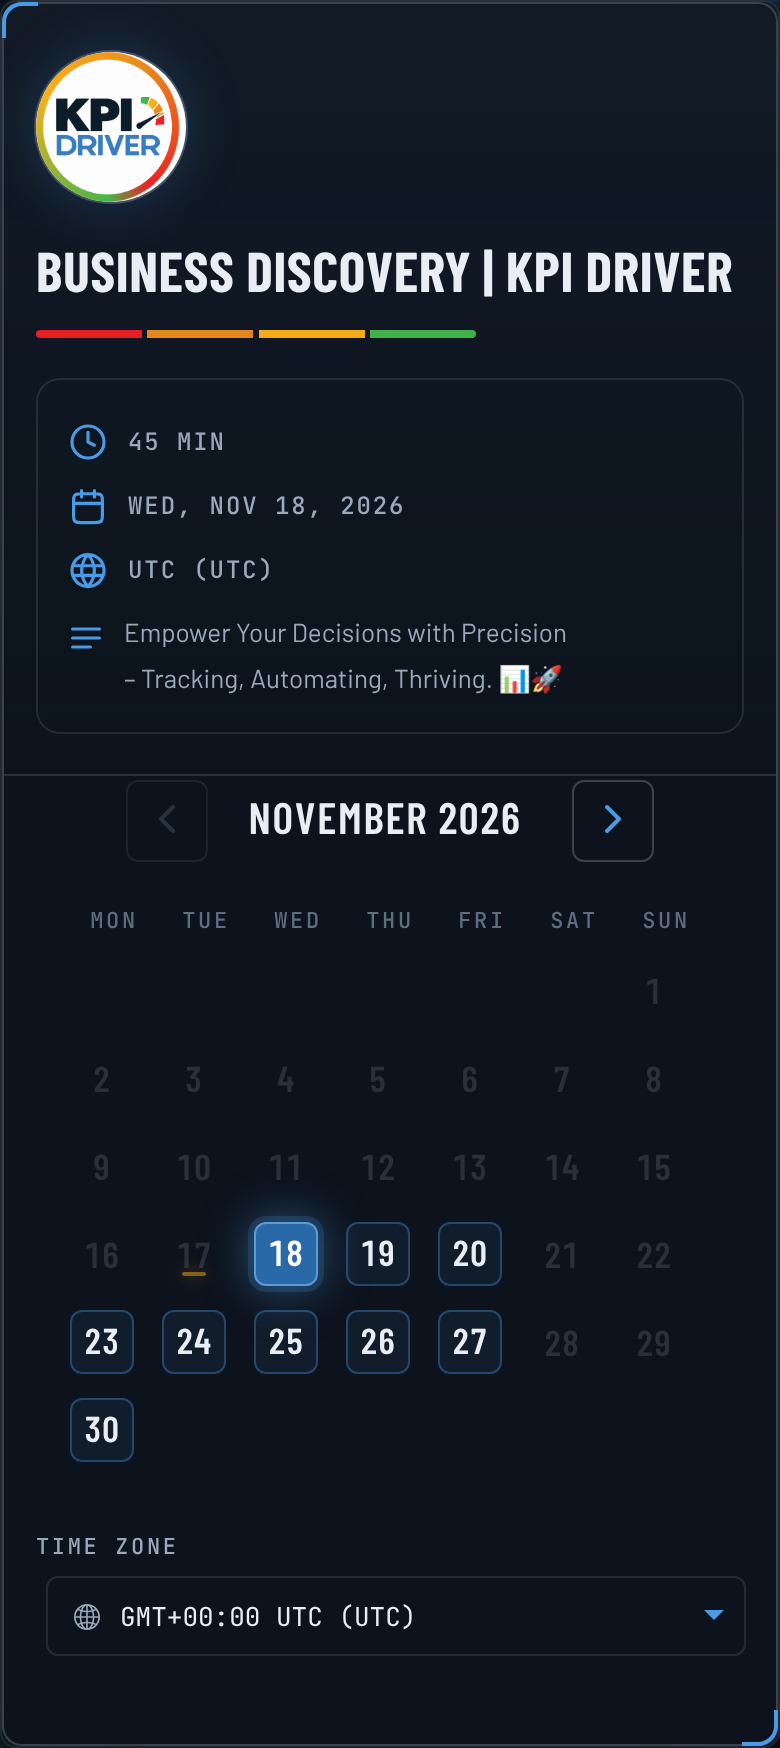 KPI
DRIVER
BUSINESS DISCOVERY | KPI DRIVER
45 MIN
WED, NOV 18, 2026
UTC (UTC)
Empower Your Decisions with Precision
– Tracking, Automating, Thriving. 📊🚀
NOVEMBER 2026
MON TUE WED THU FRI SAT SUN
1
2 3 4 5 6 7 8
9 10 11 12 13 14 15
16 17 18 19 20 21 22
23 24 25 26 27 28 29
30
TIME ZONE
GMT+00:00 UTC (UTC)